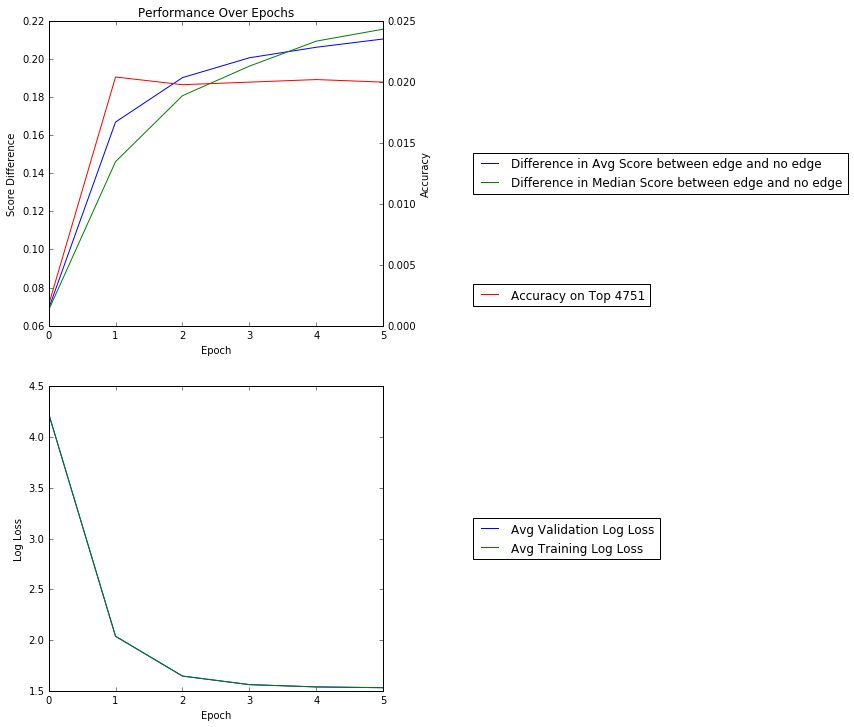 Performance Over Epochs
0.22
0.20
0.18
0.16
0.14
0.12
0.10
0.08
0.06
Score Difference
0.025
0.020
0.015
0.010
0.005
0.000
Accuracy
0 1 2 3 4 5
Epoch
Difference in Avg Score between edge and no edge
Difference in Median Score between edge and no edge
Accuracy on Top 4751
4.5
4.0
3.5
3.0
2.5
2.0
1.5
Log Loss
0 1 2 3 4 5
Epoch
Avg Validation Log Loss
Avg Training Log Loss